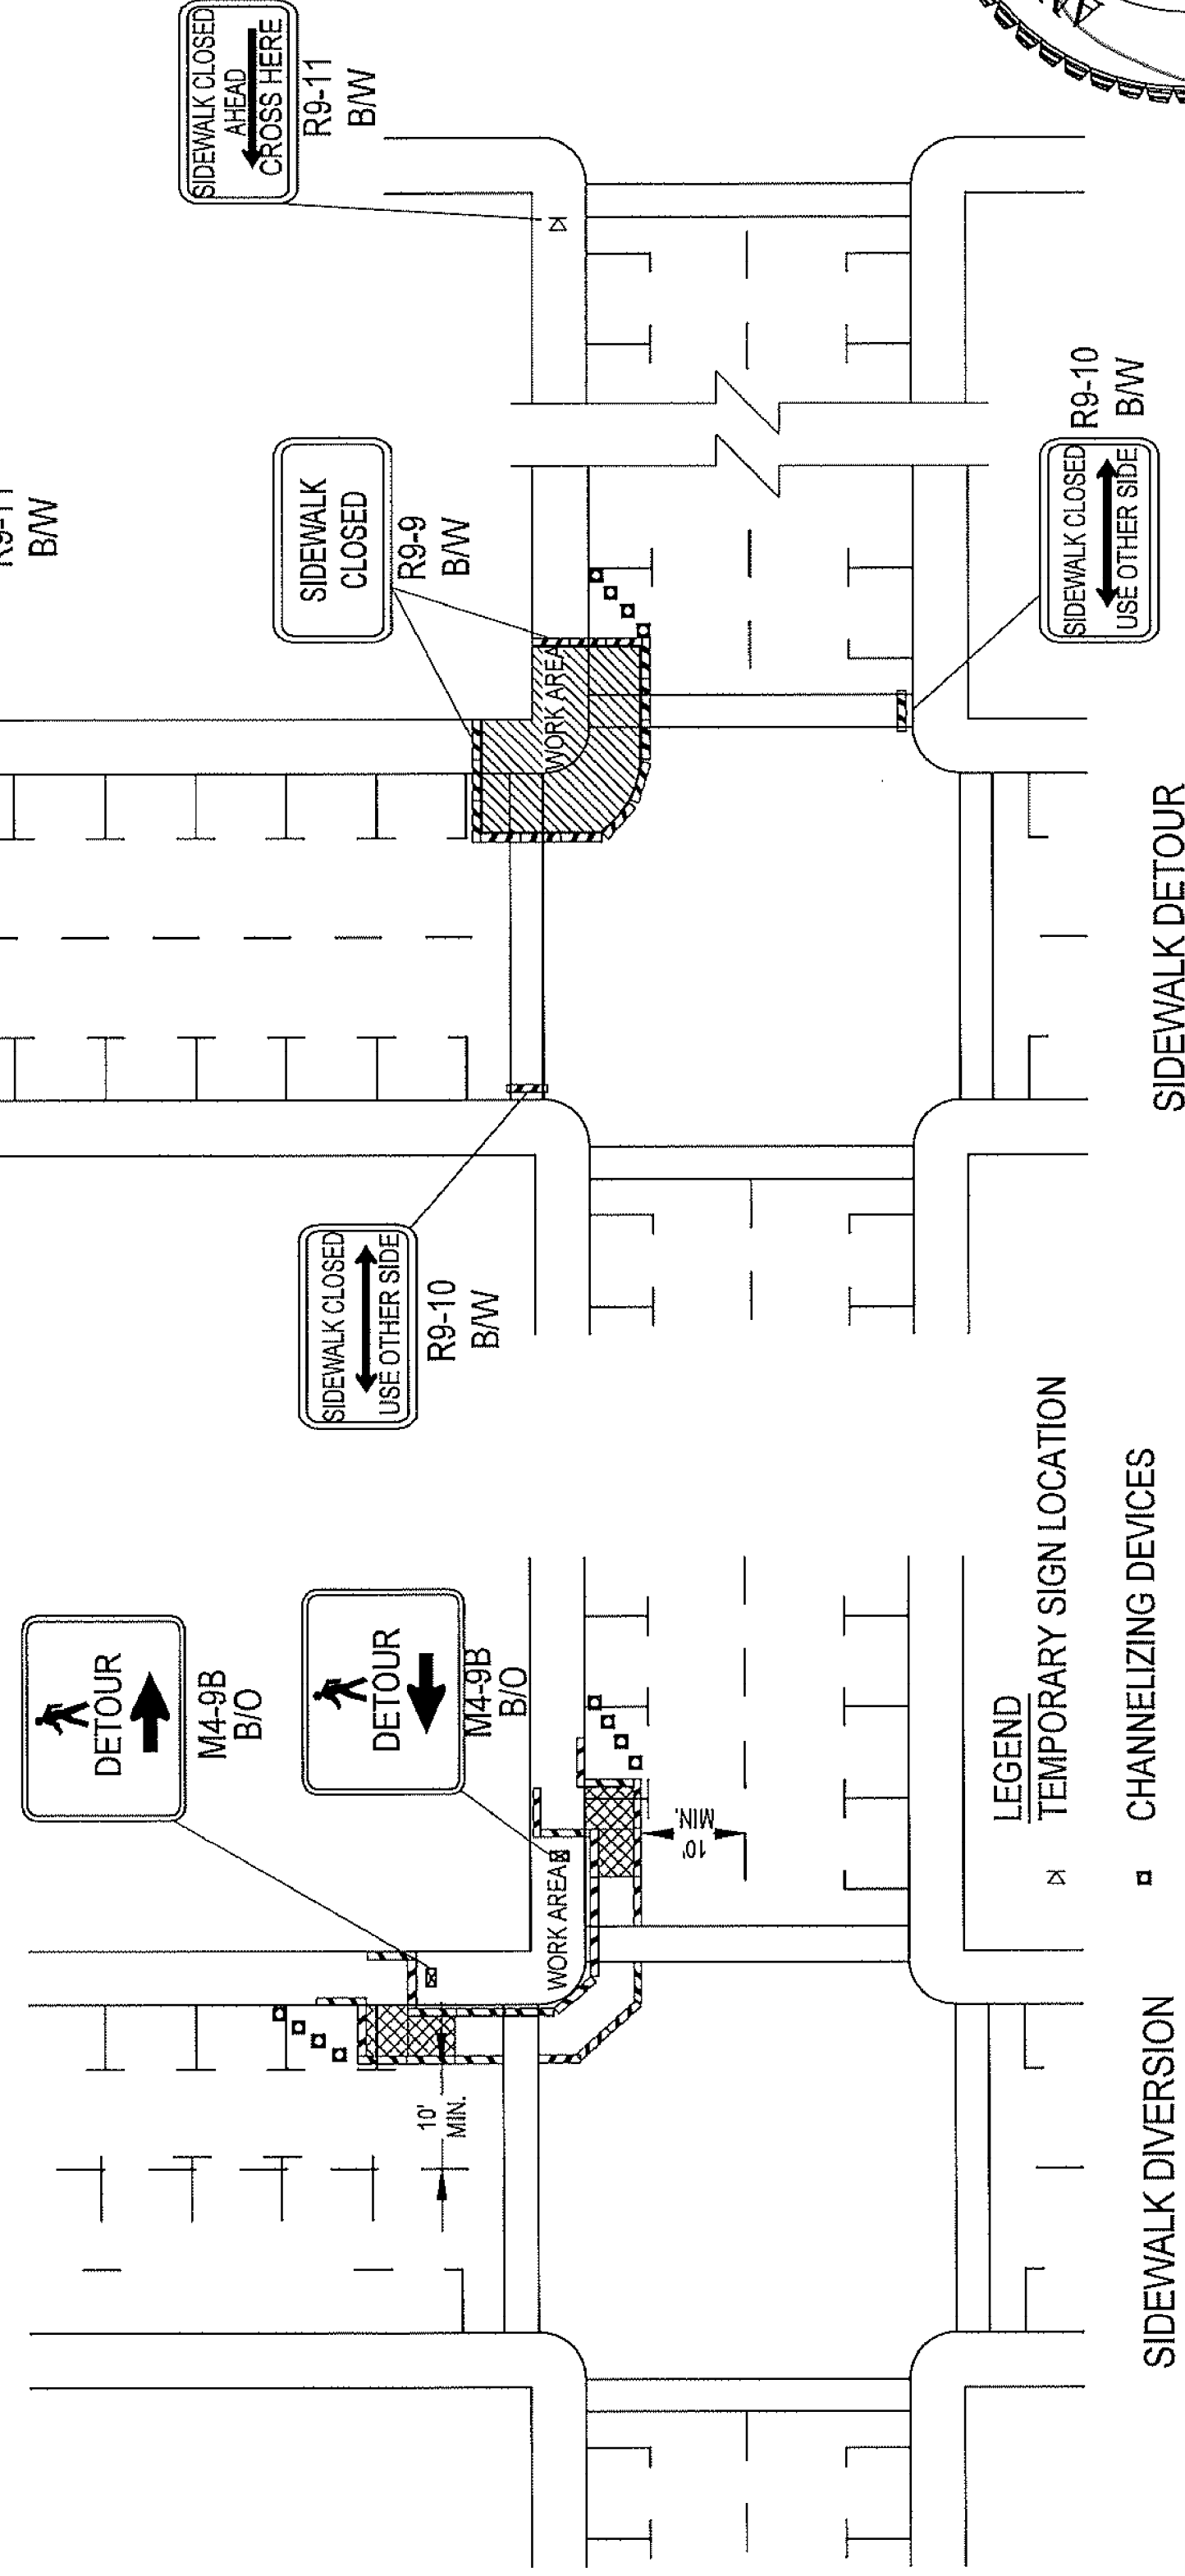 SIDEWALK CLOSED
AHEAD
CROSS HERE
R9-11
B/W
R9-11
B/W
SIDEWALK
CLOSED
R9-9
B/W
WORK AREA
SIDEWALK CLOSED
USE OTHER SIDE
R9-10
B/W
SIDEWALK CLOSED
USE OTHER SIDE
R9-10
B/W
SIDEWALK DETOUR
DETOUR
M4-9B
B/O
DETOUR
M4-9B
B/O
WORK AREA
10'
MIN.
10'
MIN.
LEGEND
TEMPORARY SIGN LOCATION
CHANNELIZING DEVICES
SIDEWALK DIVERSION